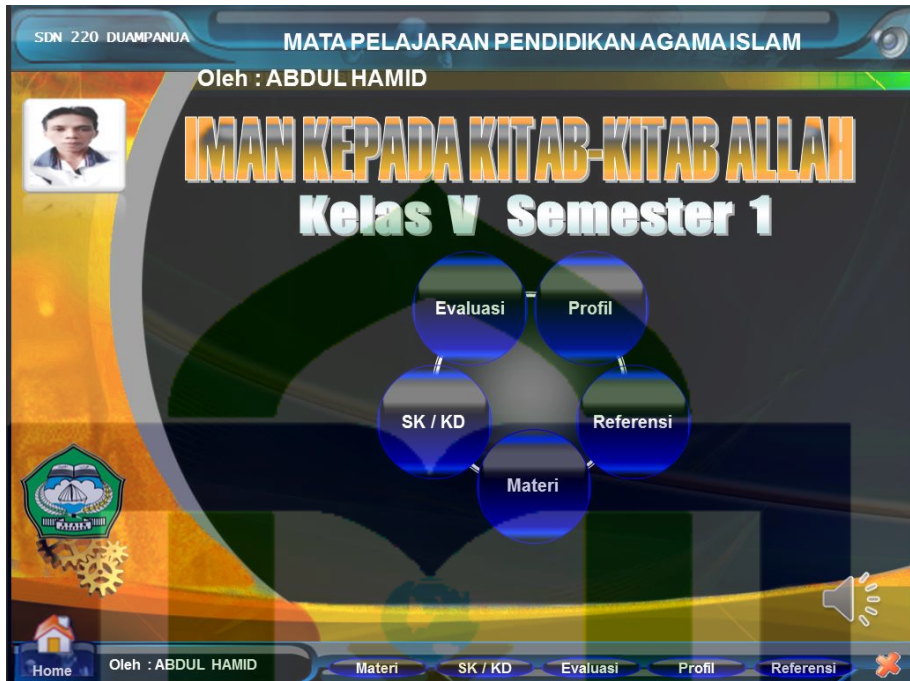 SDN 220 DUAMPANUA
MATA PELAJARAN PENDIDIKAN AGAMA ISLAM
Oleh : ABDUL HAMID
IMAN KEPADA KITAB-KITAB ALLAH
Kelas V Semester 1
Evaluasi
Profil
SK / KD
Referensi
Materi
Home
Oleh : ABDUL HAMID
Materi
SK / KD
Evaluasi
Profil
Referensi